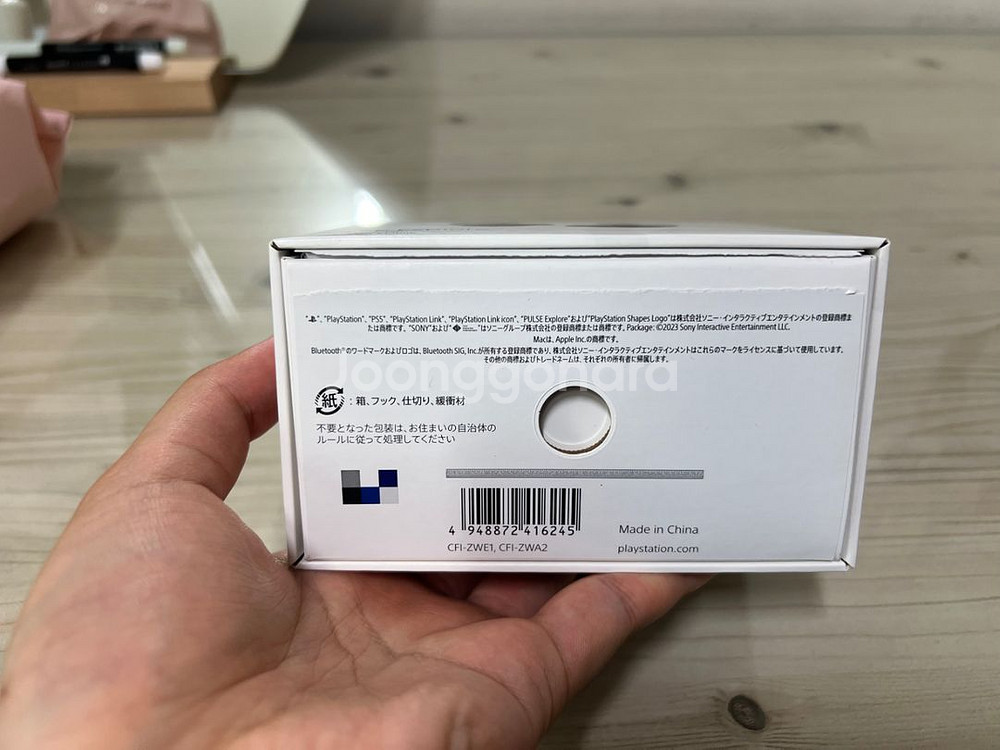 "PS", "PlayStation", "PS5", "PlayStation Link", "PlayStation Link icon", "PULSE Explore"および"PlayStation Shapes Logo"は株式会社ソニー・インタラクティブエンタテインメントの登録商標ま
たは商標です。"SONY"および" "はソニーグループ株式会社の登録商標または商標です。Package: ©2023 Sony Interactive Entertainment LLC.
Macは、Apple Inc.の商標です。
Bluetooth®のワードマークおよびロゴは、Bluetooth SIG, Inc.が所有する登録商標であり、株式会社ソニー・インタラクティブエンタテインメントはこれらのマークをライセンスに基づいて使用しています。
その他の商標およびトレードネームは、それぞれの所有者に帰属します。
joonggonara
紙 : 箱、フック、仕切り、緩衝材
不要となった包装は、お住まいの自治体の
ルールに従って処理してください
4 948872 416245
CFI-ZWE1, CFI-ZWA2
Made in China
playstation.com